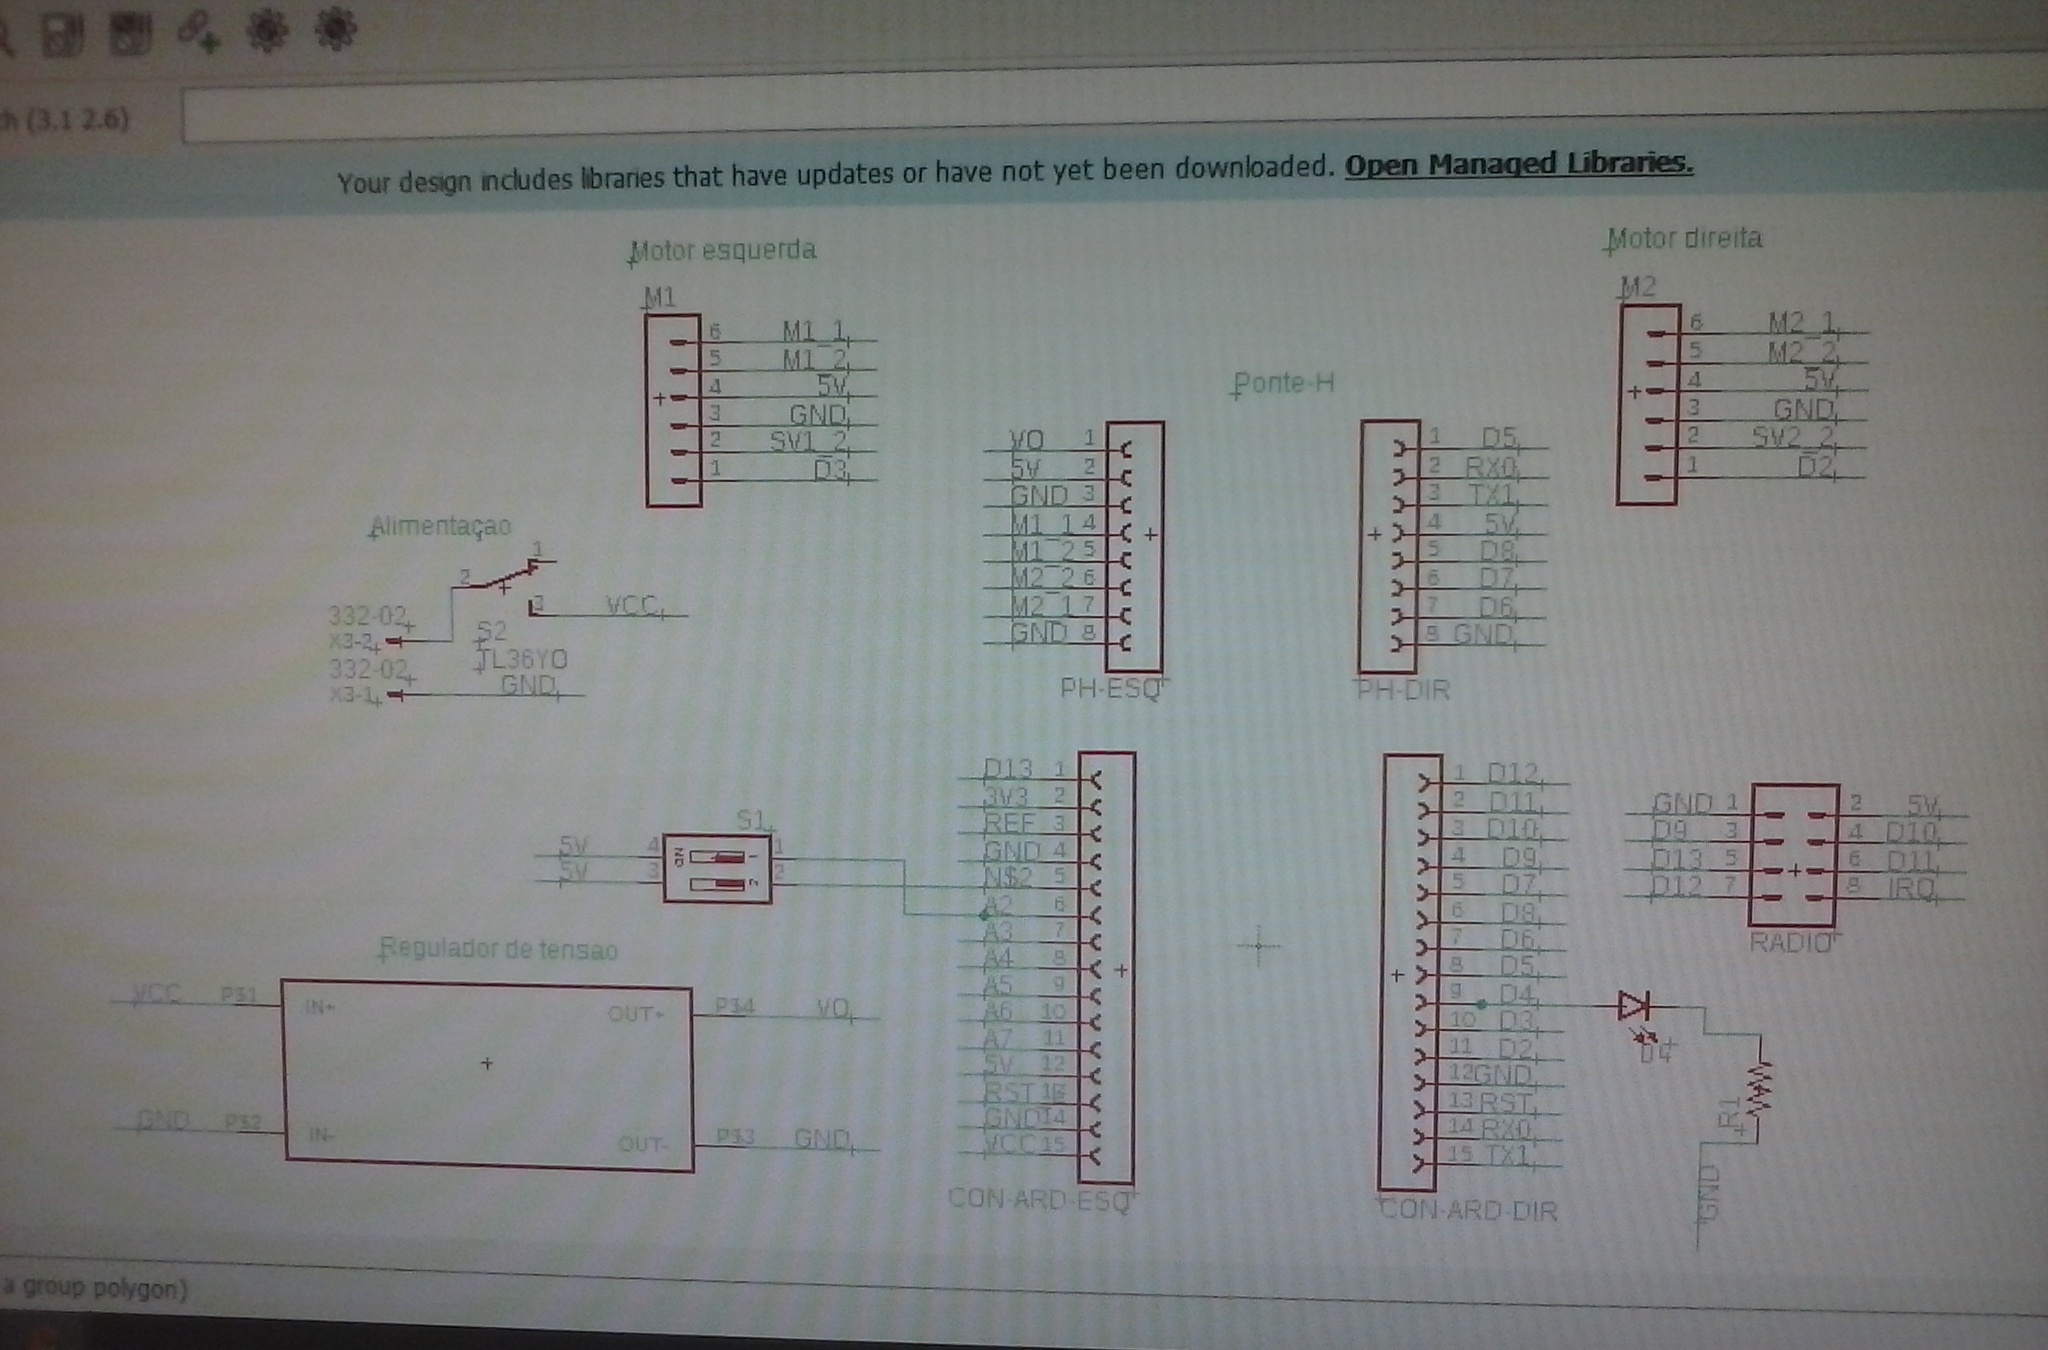 h (3.1 2.6)
Your design includes libraries that have updates or have not yet been downloaded. Open Managed Libraries.
Motor esquerda
M1
6 M1_1
5 M1_2
4 5V
3 GND
2 SV1_2
1 D3
Ponte-H
Motor direita
M2
6 M2_1
5 M2_2
4 5V
3 GND
2 SV2_2
1 D2
Alimentaçao
1
2
3 VCC
332-02
X3-2
S2
TL36YO
332-02
X3-1
GND
VO 1
5V 2
GND 3
M1_1 4
M1_2 5
M2_2 6
M2_1 7
GND 8
PH-ESQ
1 D5
2 RX0
3 TX1
4 5V
5 D8
6 D7
7 D6
8 GND
PH-DIR
S1
5V 4
5V 3
1
2
1
2
D13 1
3V3 2
REF 3
GND 4
N$2 5
A2 6
A3 7
A4 8
A5 9
A6 10
A7 11
5V 12
RST
GND 14
VCC 15
CON-ARD-ESQ
1 D12
2 D11
3 D10
4 D9
5 D7
6 D8
7 D6
8 D5
9 D4
10 D3
11 D2
12 GND
13 RST
14 RX0
15 TX1
CON-ARD-DIR
GND 1
D9 3
D13 5
D12 7
2 5V
4 D10
6 D11
8 IRQ
RADIO
D4
R1
GND
Regulador de tensao
VCC P$1
IN+
OUT+
P$4 VO
GND P$2
IN-
OUT-
P$3 GND
a group polygon)